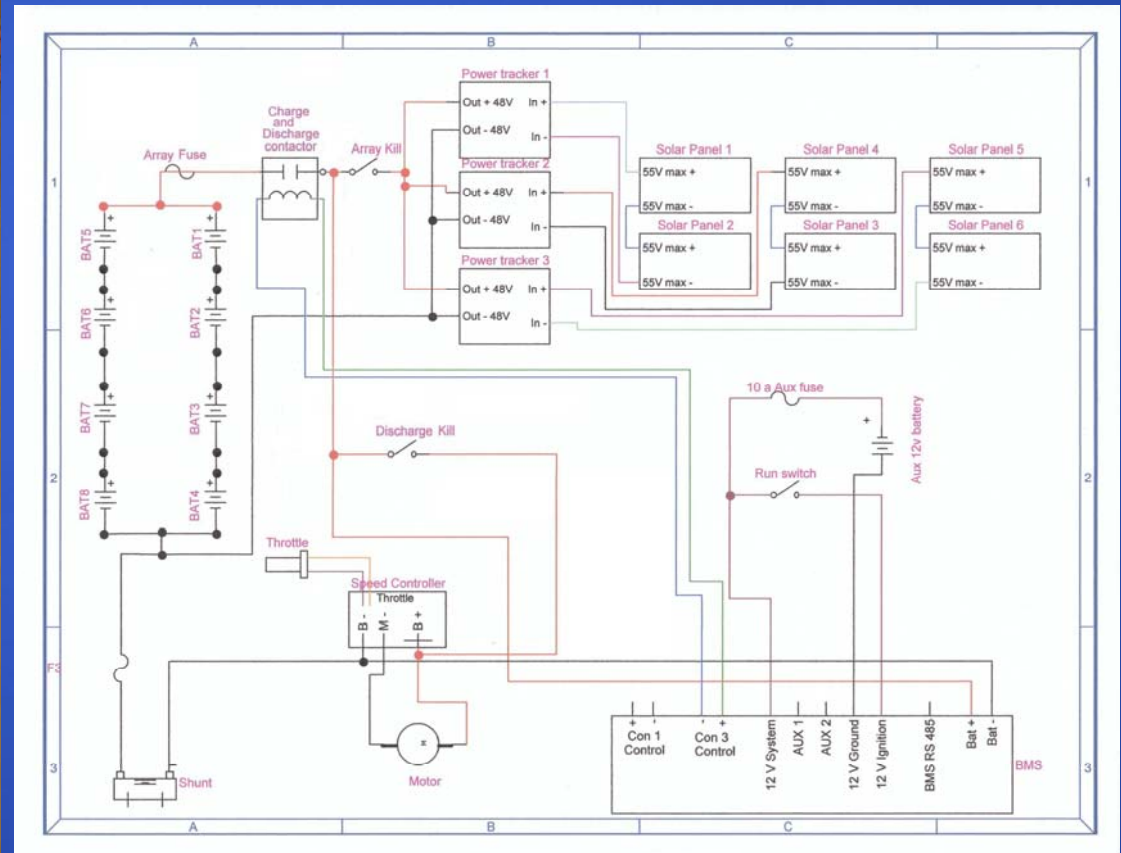 A
B
C
Power tracker 1
Out + 48V In +
Out - 48V In -
Charge
and
Discharge
contactor
Array Fuse
Array Kill
Power tracker 2
Out + 48V In +
Out - 48V In -
Solar Panel 1
55V max +
55V max -
Solar Panel 4
55V max +
55V max -
Solar Panel 5
55V max +
55V max -
1
1
Solar Panel 2
55V max +
55V max -
Solar Panel 3
55V max +
55V max -
Solar Panel 6
55V max +
55V max -
Power tracker 3
Out + 48V In +
Out - 48V In -
+
BAT5
+
BAT1
+
BAT6
+
BAT2
+
BAT7
+
BAT3
+
BAT8
+
BAT4
10 a Aux fuse
+
Aux 12v battery
Discharge Kill
Run switch
2
2
Throttle
Speed Controller
Throttle
B -
M -
B +
Motor
-
Shunt
+ -
Con 1
Control
- +
Con 3
Control
12 V System
AUX 1
AUX 2
12 V Ground
12 V Ignition
BMS RS 485
Bat +
Bat -
BMS
3
3
A
B
C